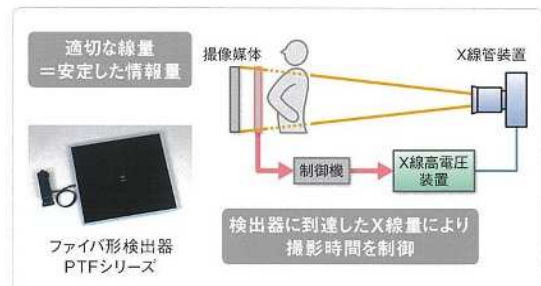 適切な線量
＝安定した情報量
撮像媒体
X線管装置
制御機
X線高電圧
装置
ファイバ形検出器
PTFシリーズ
検出器に到達したX線量により
撮影時間を制御